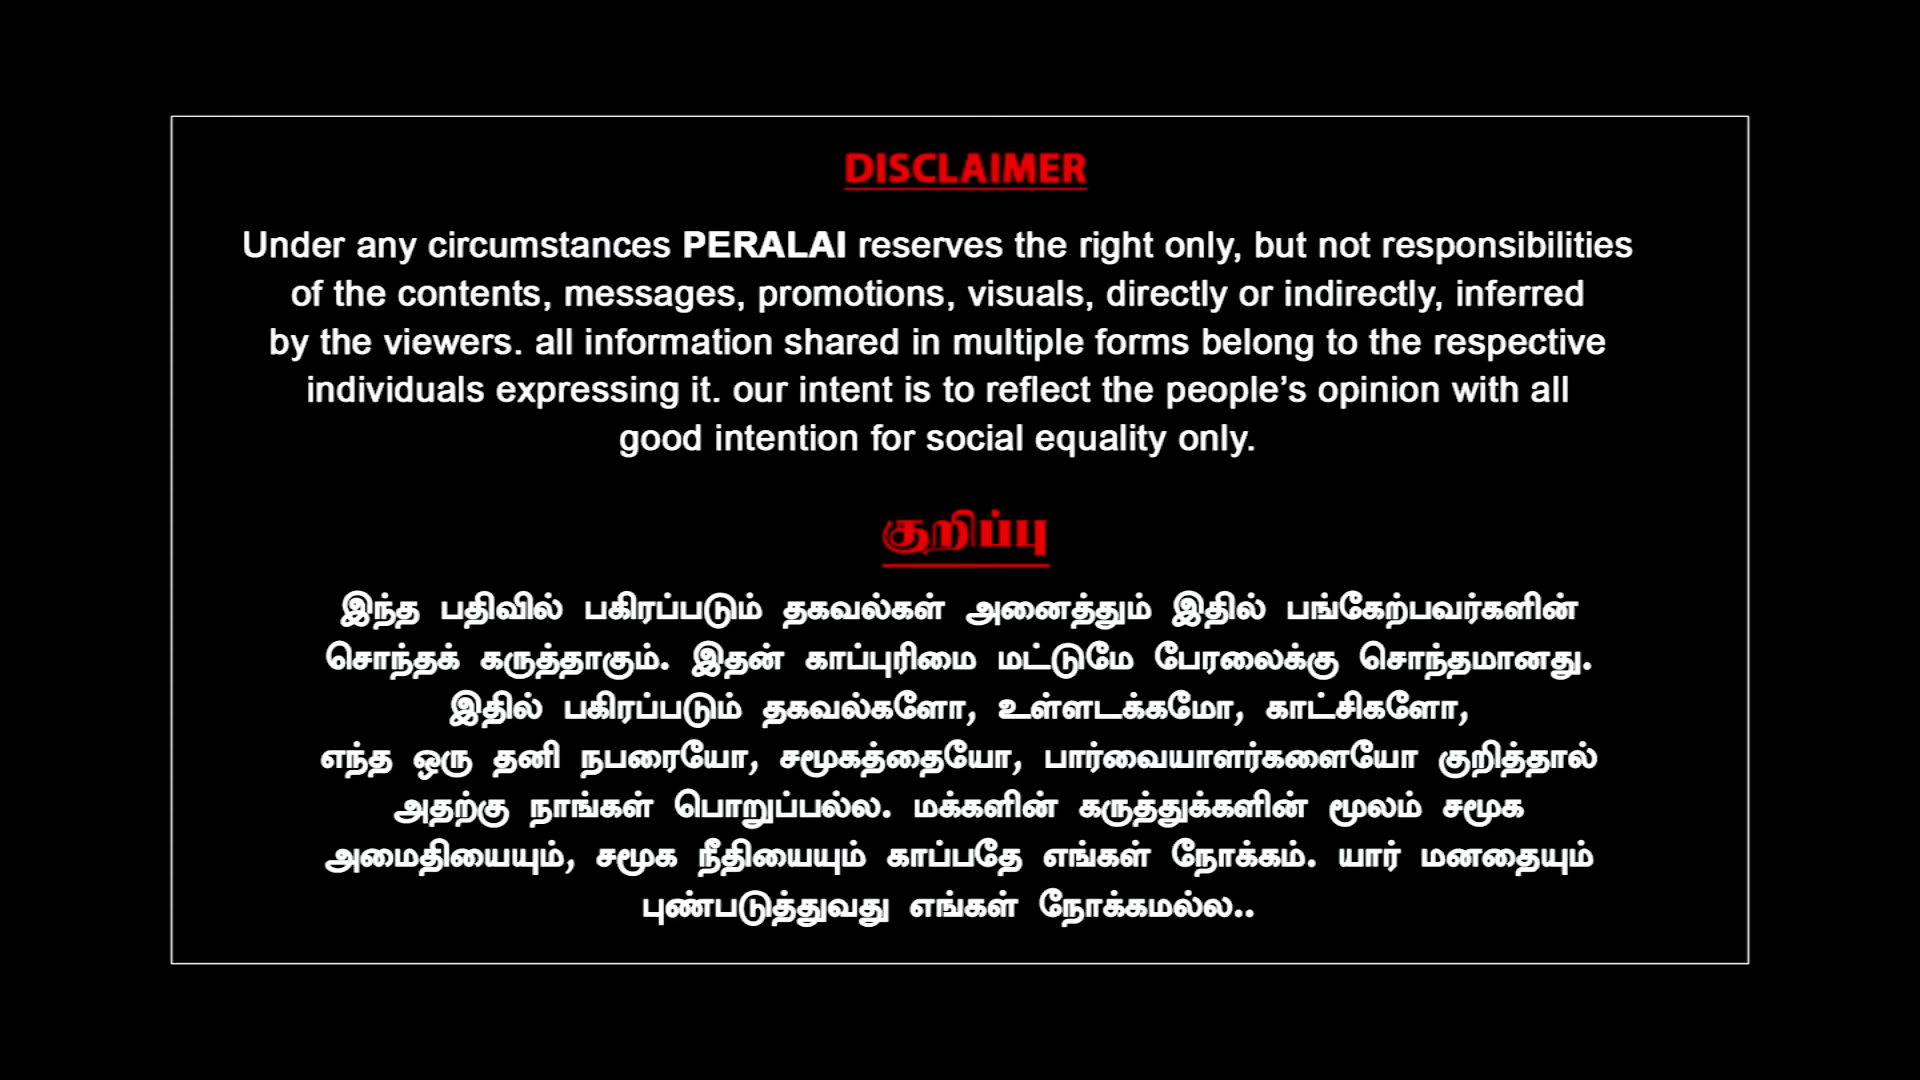 DISCLAIMER
Under any circumstances PERALAI reserves the right only, but not responsibilities
of the contents, messages, promotions, visuals, directly or indirectly, inferred
by the viewers. all information shared in multiple forms belong to the respective
individuals expressing it. our intent is to reflect the people’s opinion with all
good intention for social equality only.
குறிப்பு
இந்த பதிவில் பகிரப்படும் தகவல்கள் அனைத்தும் இதில் பங்கேற்பவர்களின்
சொந்தக் கருத்தாகும். இதன் காப்புரிமை மட்டுமே பேரலைக்கு சொந்தமானது.
இதில் பகிரப்படும் தகவல்களோ, உள்ளடக்கமோ, காட்சிகளோ,
எந்த ஒரு தனி நபரையோ, சமூகத்தையோ, பார்வையாளர்களையோ குறித்தால்
அதற்கு நாங்கள் பொறுப்பல்ல. மக்களின் கருத்துக்களின் மூலம் சமூக
அமைதியையும், சமூக நீதியையும் காப்பதே எங்கள் நோக்கம். யார் மனதையும்
புண்படுத்துவது எங்கள் நோக்கமல்ல..